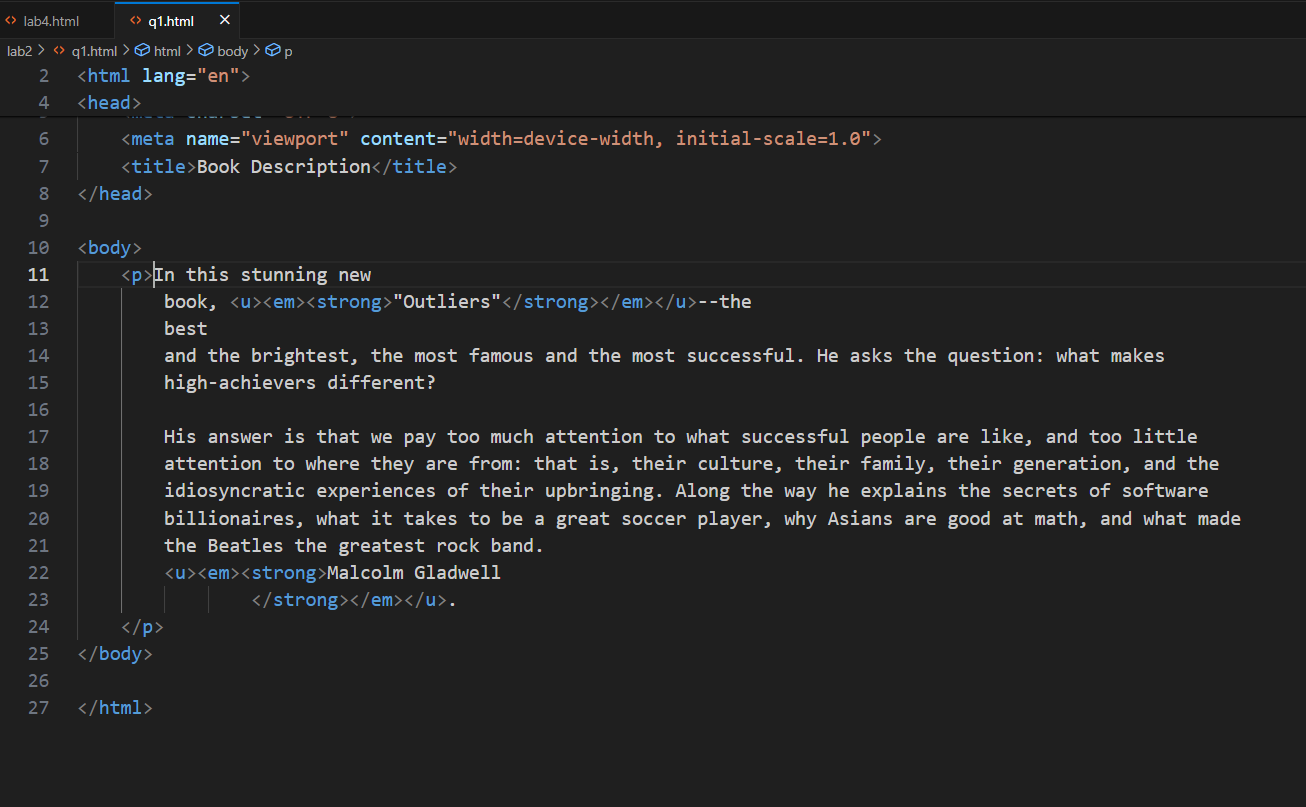 lab4.html
q1.html
lab2 > q1.html > html > body > p
2 <html lang="en">
4 <head>
6 <meta name="viewport" content="width=device-width, initial-scale=1.0">
7 <title>Book Description</title>
8 </head>
9
10 <body>
11 <p>In this stunning new
12 book, <u><em><strong>"Outliers"</strong></em></u>--the
13 best
14 and the brightest, the most famous and the most successful. He asks the question: what makes
15 high-achievers different?
16
17 His answer is that we pay too much attention to what successful people are like, and too little
18 attention to where they are from: that is, their culture, their family, their generation, and the
19 idiosyncratic experiences of their upbringing. Along the way he explains the secrets of software
20 billionaires, what it takes to be a great soccer player, why Asians are good at math, and what made
21 the Beatles the greatest rock band.
22 <u><em><strong>Malcolm Gladwell
23 </strong></em></u>.
24 </p>
25 </body>
26
27 </html>